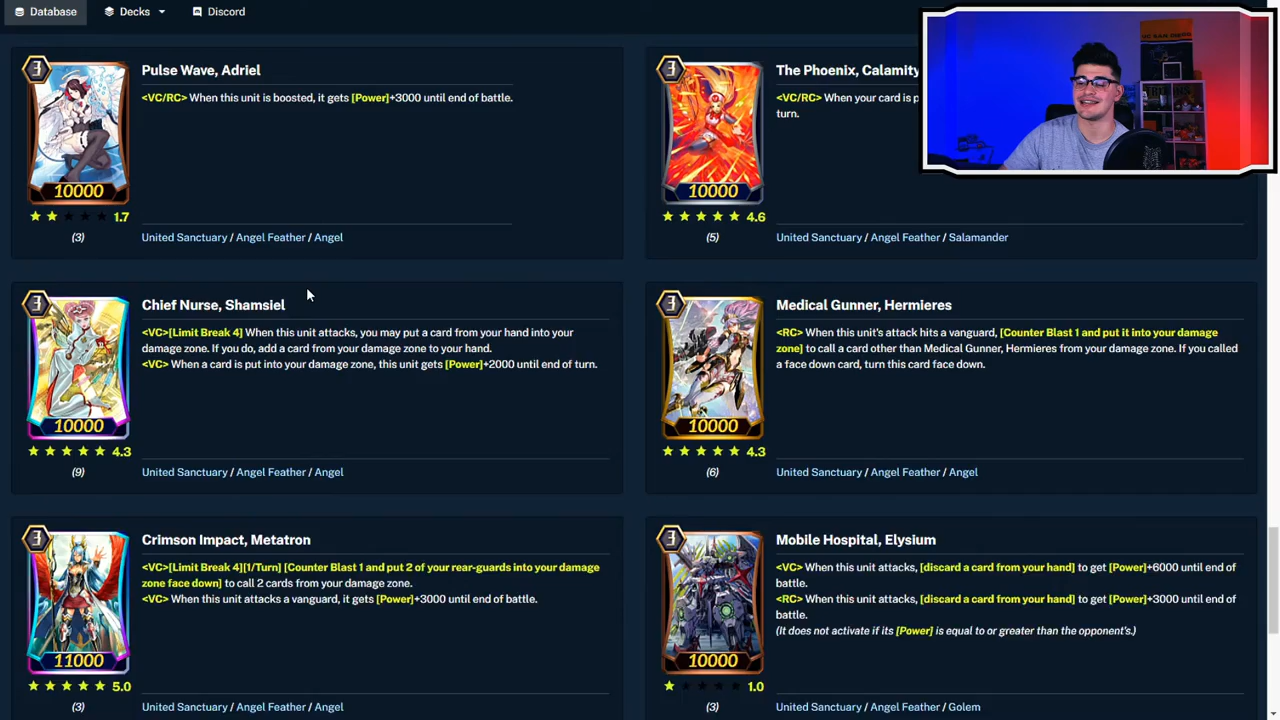 Database Decks Discord
3
Pulse Wave, Adriel
<VC/RC> When this unit is boosted, it gets [Power]+3000 until end of battle.
10000
1.7
(3)
United Sanctuary / Angel Feather / Angel
3
The Phoenix, Calamity
<VC/RC> When your card is p
turn.
10000
4.6
(5)
United Sanctuary / Angel Feather / Salamander
3
Chief Nurse, Shamsiel
<VC>[Limit Break 4] When this unit attacks, you may put a card from your hand into your
damage zone. If you do, add a card from your damage zone to your hand.
<VC> When a card is put into your damage zone, this unit gets [Power]+2000 until end of turn.
10000
4.3
(9)
United Sanctuary / Angel Feather / Angel
3
Medical Gunner, Hermieres
<RC> When this unit's attack hits a vanguard, [Counter Blast 1 and put it into your damage
zone] to call a card other than Medical Gunner, Hermieres from your damage zone. If you called
a face down card, turn this card face down.
10000
4.3
(6)
United Sanctuary / Angel Feather / Angel
3
Crimson Impact, Metatron
<VC>[Limit Break 4][1/Turn] [Counter Blast 1 and put 2 of your rear-guards into your damage
zone face down] to call 2 cards from your damage zone.
<VC> When this unit attacks a vanguard, it gets [Power]+3000 until end of battle.
11000
5.0
(3)
United Sanctuary / Angel Feather / Angel
3
Mobile Hospital, Elysium
<VC> When this unit attacks, [discard a card from your hand] to get [Power]+6000 until end of
battle.
<RC> When this unit attacks, [discard a card from your hand] to get [Power]+3000 until end of
battle.
(It does not activate if its [Power] is equal to or greater than the opponent's.)
10000
1.0
(3)
United Sanctuary / Angel Feather / Golem